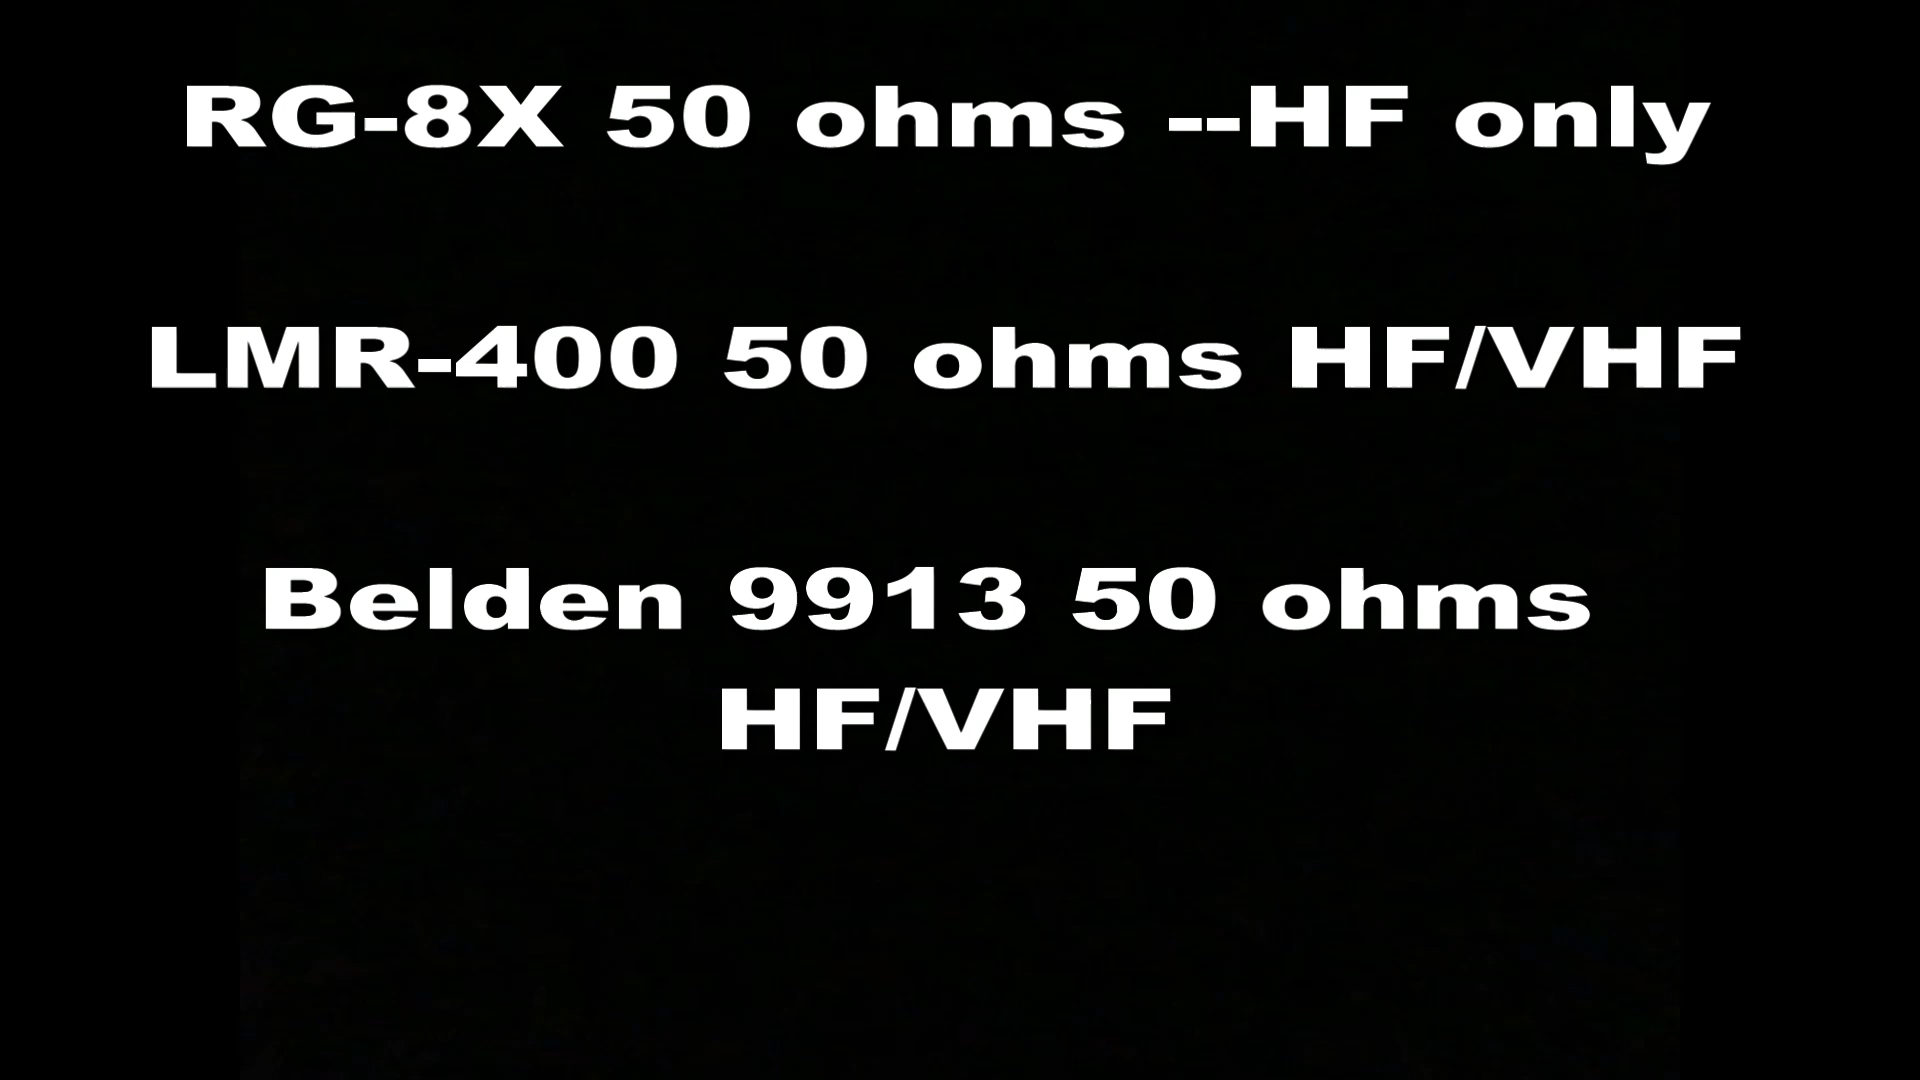 RG-8X 50 ohms --HF only
LMR-400 50 ohms HF/VHF
Belden 9913 50 ohms
HF/VHF